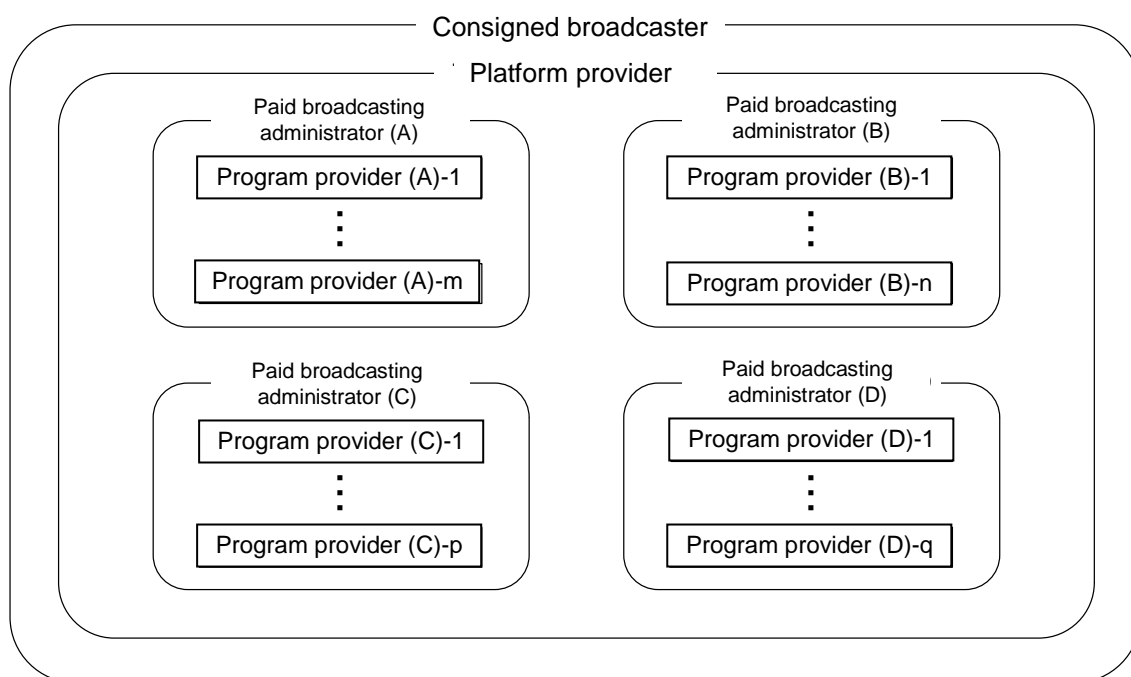 Consigned broadcaster
Platform provider
Paid broadcasting
administrator (A)
Program provider (A)-1
Program provider (A)-m
Paid broadcasting
administrator (B)
Program provider (B)-1
Program provider (B)-n
Paid broadcasting
administrator (C)
Program provider (C)-1
Program provider (C)-p
Paid broadcasting
administrator (D)
Program provider (D)-1
Program provider (D)-q